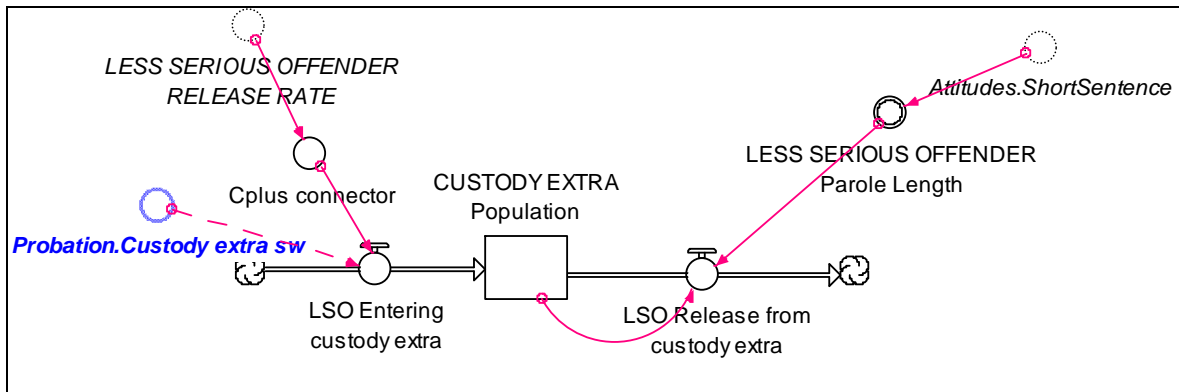 LESS SERIOUS OFFENDER
RELEASE RATE
Attitudes.ShortSentence
LESS SERIOUS OFFENDER
Parole Length
Cplus connector
CUSTODY EXTRA
Population
Probation.Custody extra sw
LSO Entering
custody extra
LSO Release from
custody extra